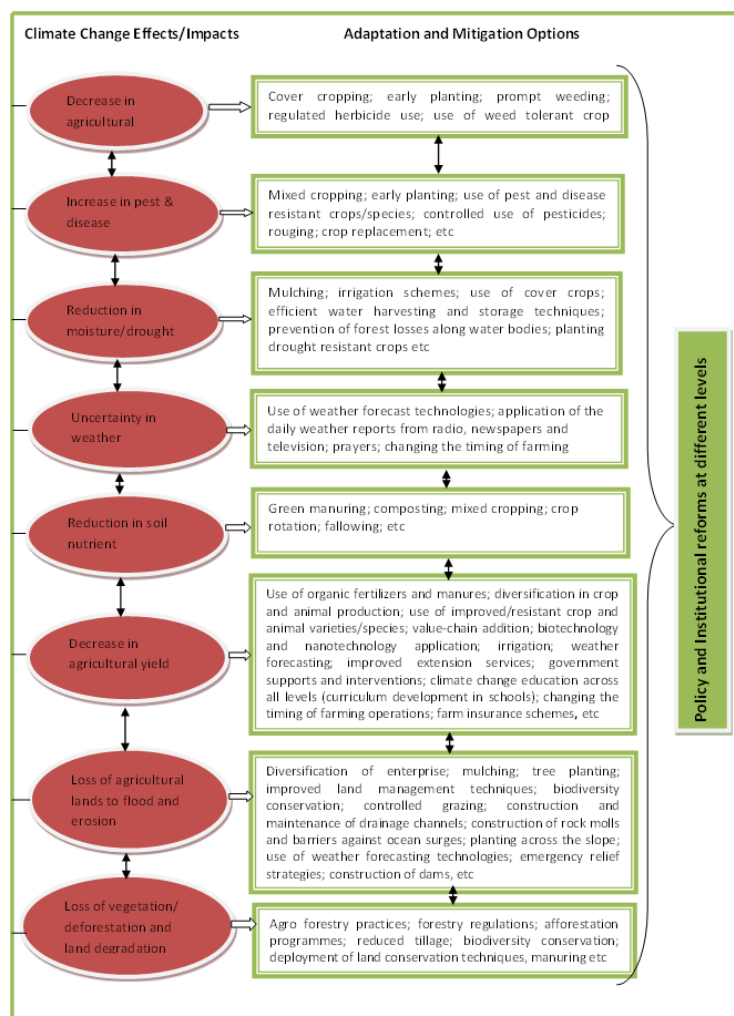 Climate Change Effects/Impacts
Adaptation and Mitigation Options
Decrease in
agricultural
Cover cropping; early planting; prompt weeding;
regulated herbicide use; use of weed tolerant crop
Increase in pest &
disease
Mixed cropping; early planting; use of pest and disease
resistant crops/species; controlled use of pesticides;
rouging; crop replacement; etc
Reduction in
moisture/drought
Mulching; irrigation schemes; use of cover crops;
efficient water harvesting and storage techniques;
prevention of forest losses along water bodies; planting
drought resistant crops etc
Uncertainty in
weather
Use of weather forecast technologies; application of the
daily weather reports from radio, newspapers and
television; prayers; changing the timing of farming
Reduction in soil
nutrient
Green manuring; composting; mixed cropping; crop
rotation; fallowing; etc
Decrease in
agricultural yield
Use of organic fertilizers and manures; diversification in crop
and animal production; use of improved/resistant crop and
animal varieties/species; value-chain addition; biotechnology
and nanotechnology application; irrigation; weather
forecasting; improved extension services; government
supports and interventions; climate change education across
all levels (curriculum development in schools); changing the
timing of farming operations; farm insurance schemes, etc
Loss of agricultural
lands to flood and
erosion
Diversification of enterprise; mulching; tree planting;
improved land management techniques; biodiversity
conservation; controlled grazing; construction and
maintenance of drainage channels; construction of rock molls
and barriers against ocean surges; planting across the slope;
use of weather forecasting technologies; emergency relief
strategies; construction of dams, etc
Loss of vegetation/
deforestation and
land degradation
Agro forestry practices; forestry regulations; afforestation
programmes; reduced tillage; biodiversity conservation;
deployment of land conservation techniques, manuring etc
Policy and Institutional reforms at different levels